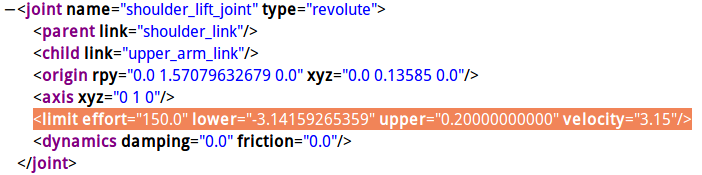 −<joint name="shoulder_lift_joint" type="revolute">
<parent link="shoulder_link"/>
<child link="upper_arm_link"/>
<origin rpy="0.0 1.57079632679 0.0" xyz="0.0 0.13585 0.0"/>
<axis xyz="0 1 0"/>
<limit effort="150.0" lower="-3.14159265359" upper="0.20000000000" velocity="3.15"/>
<dynamics damping="0.0" friction="0.0"/>
</joint>